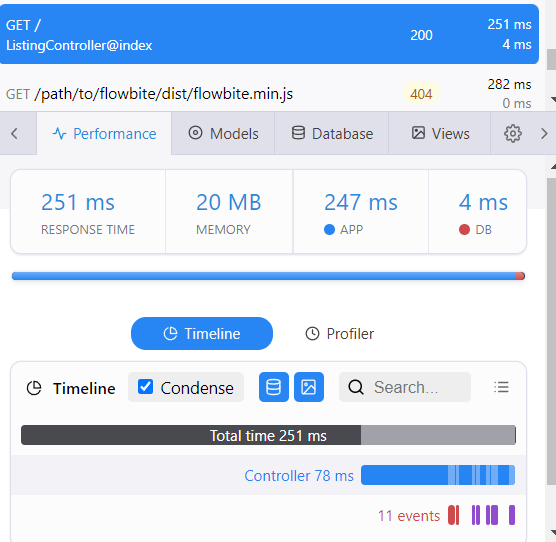 GET /
ListingController@index
200
251 ms
4 ms
GET /path/to/flowbite/dist/flowbite.min.js
404
282 ms
0 ms
Performance
Models
Database
Views
251 ms
RESPONSE TIME
20 MB
MEMORY
247 ms
APP
4 ms
DB
Timeline
Profiler
Timeline
Condense
Search...
Total time 251 ms
Controller 78 ms
11 events